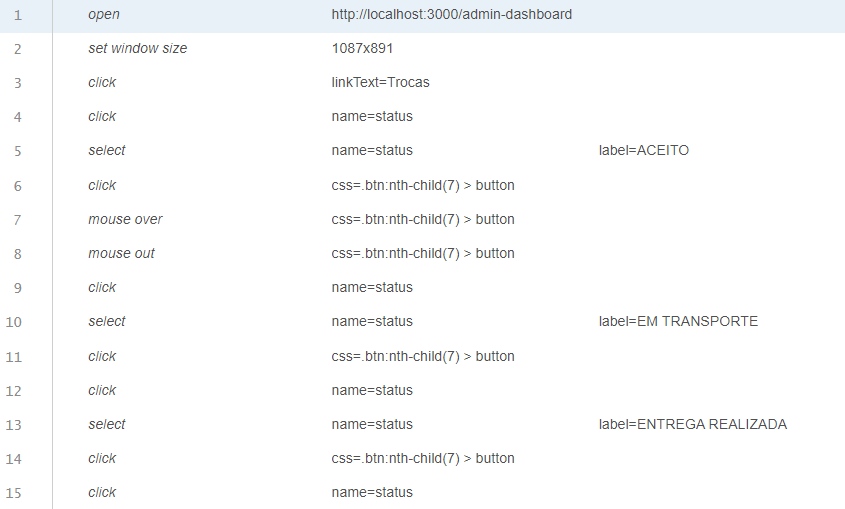 1 open http://localhost:3000/admin-dashboard
2 set window size 1087x891
3 click linkText=Trocas
4 click name=status
5 select name=status label=ACEITO
6 click css=.btn:nth-child(7) > button
7 mouse over css=.btn:nth-child(7) > button
8 mouse out css=.btn:nth-child(7) > button
9 click name=status
10 select name=status label=EM TRANSPORTE
11 click css=.btn:nth-child(7) > button
12 click name=status
13 select name=status label=ENTREGA REALIZADA
14 click css=.btn:nth-child(7) > button
15 click name=status